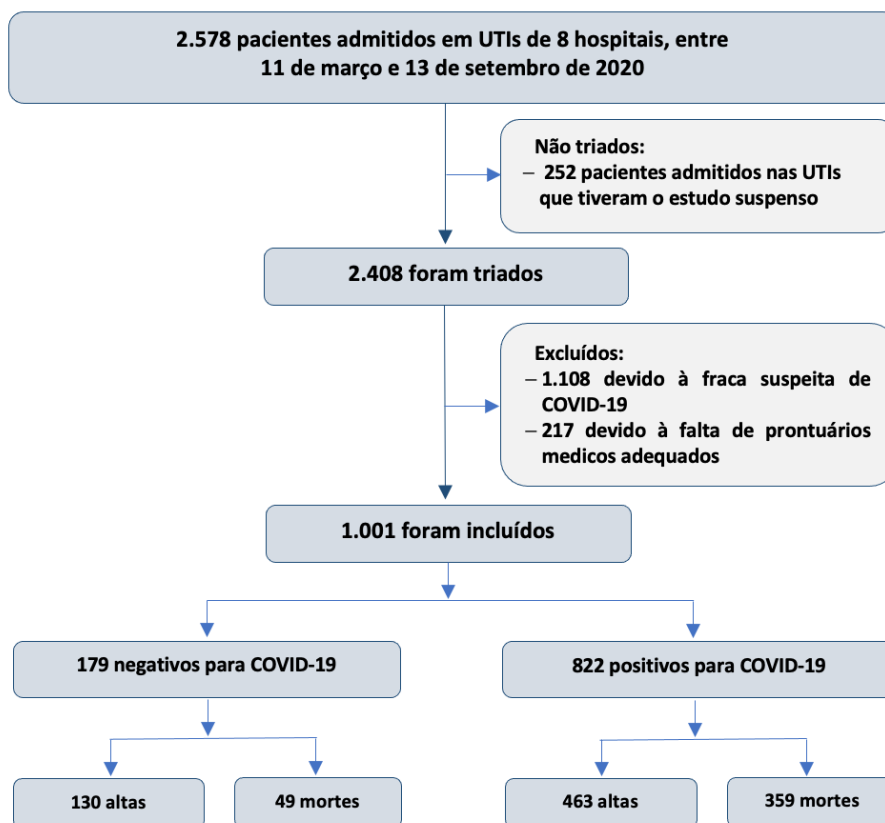 2.578 pacientes admitidos em UTIs de 8 hospitais, entre
11 de março e 13 de setembro de 2020
Não triados:
– 252 pacientes admitidos nas UTIs
que tiveram o estudo suspenso
2.408 foram triados
Excluídos:
– 1.108 devido à fraca suspeita de
COVID-19
– 217 devido à falta de prontuários
medicos adequados
1.001 foram incluídos
179 negativos para COVID-19
822 positivos para COVID-19
130 altas
49 mortes
463 altas
359 mortes